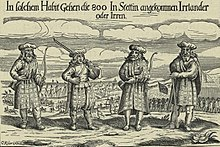 In solchem Habit Gehen die 800 In Stettin angekommen Irrländer
oder Irren.